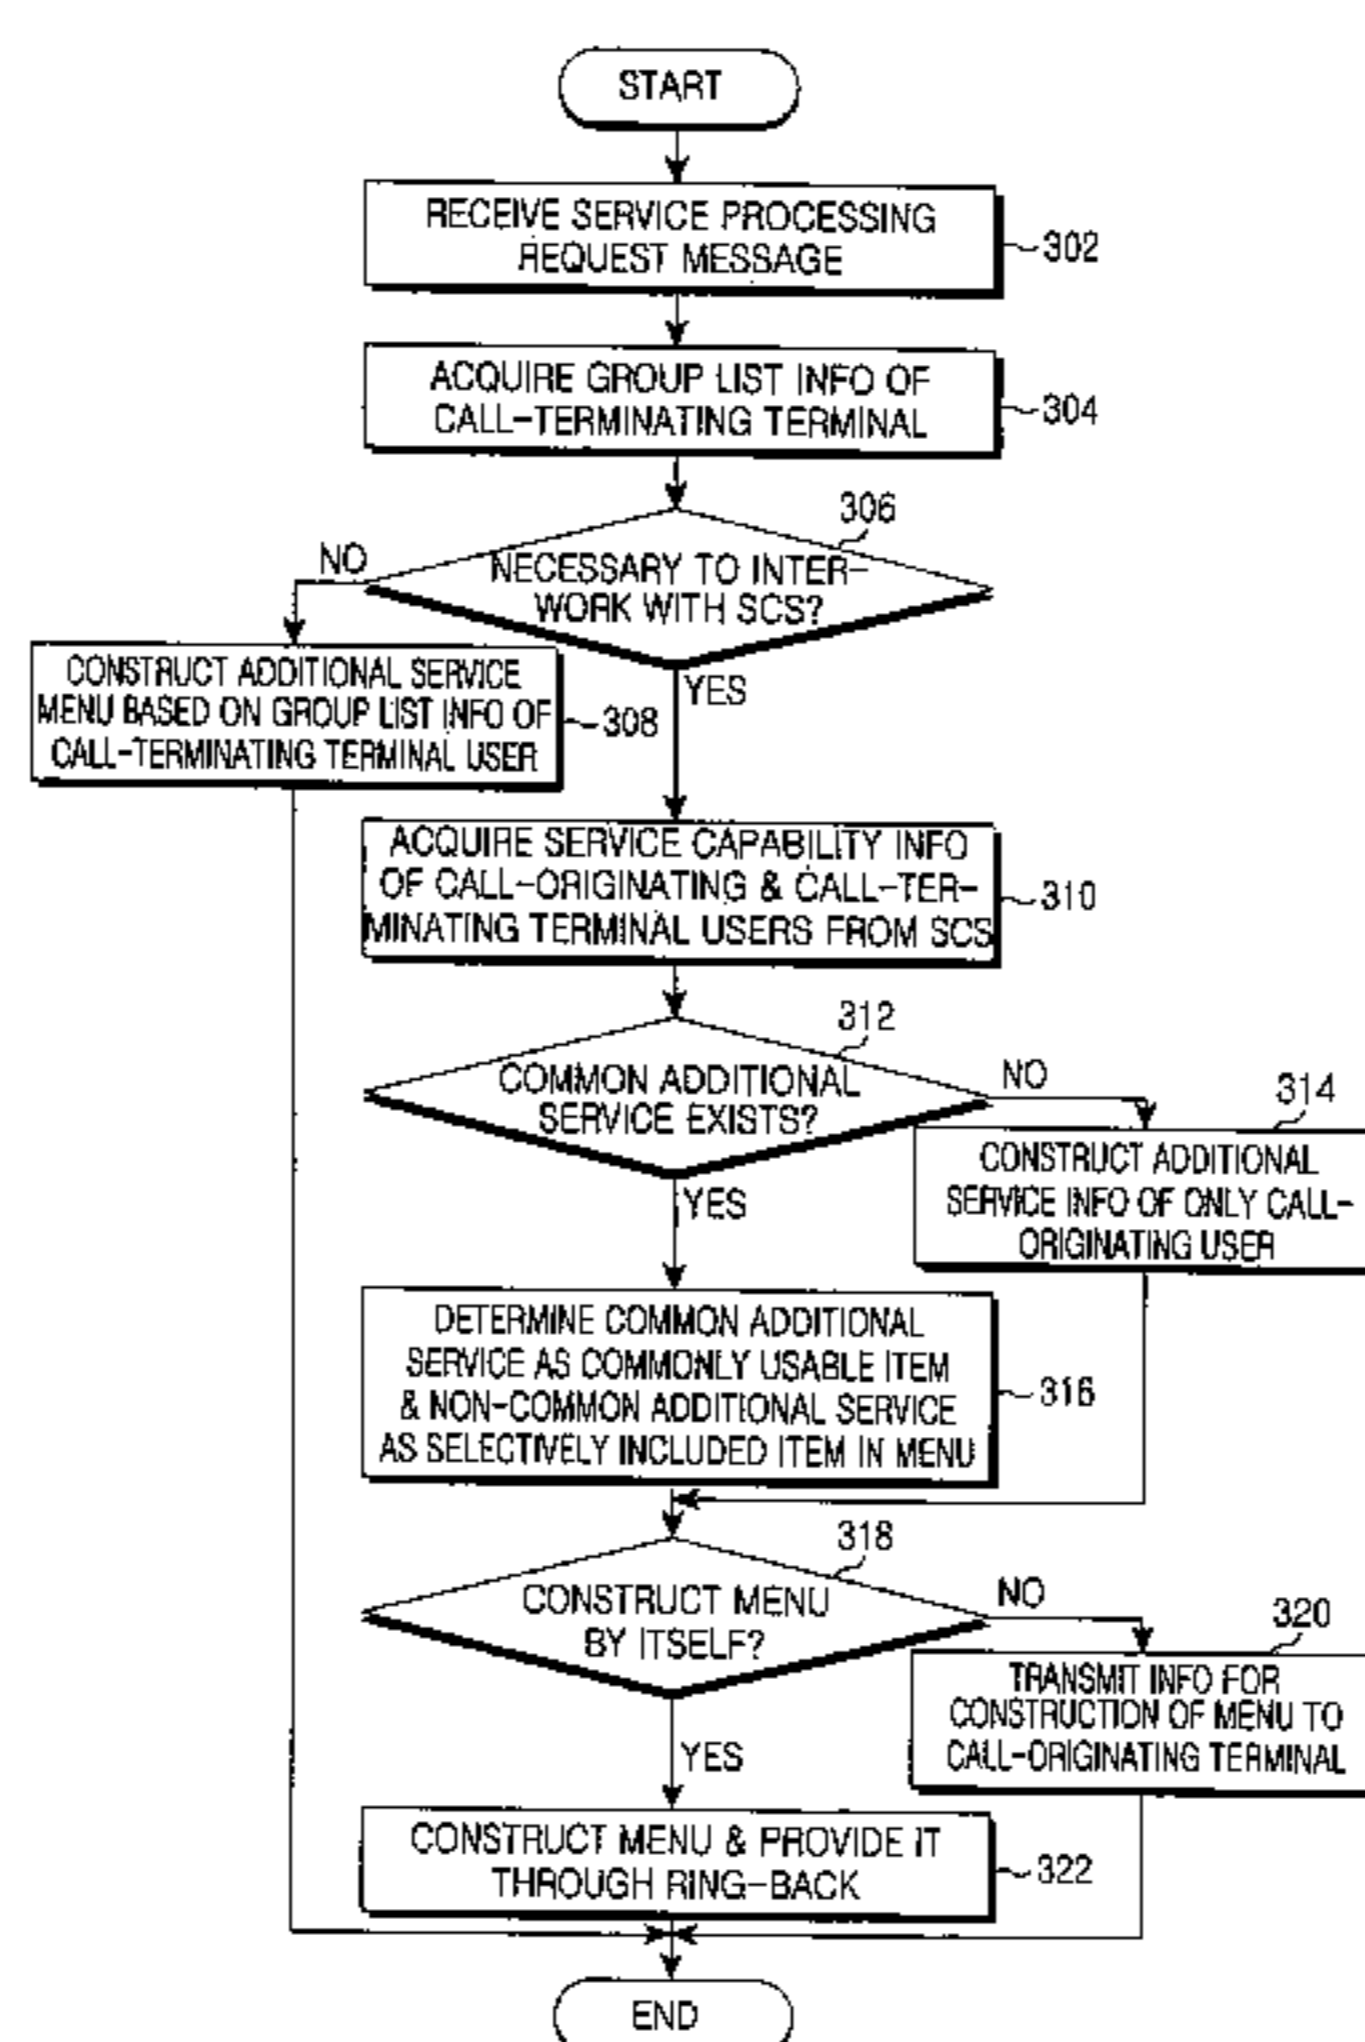 START
RECEIVE SERVICE PROCESSING
REQUEST MESSAGE
302
ACQUIRE GROUP LIST INFO OF
CALL-TERMINATING TERMINAL
304
306
NECESSARY TO INTER-
WORK WITH SCS?
NO
YES
CONSTRUCT ADDITIONAL SERVICE
MENU BASED ON GROUP LIST INFO OF
CALL-TERMINATING TERMINAL USER
308
ACQUIRE SERVICE CAPABILITY INFO
OF CALL-ORIGINATING & CALL-TER-
MINATING TERMINAL USERS FROM SCS
310
312
COMMON ADDITIONAL
SERVICE EXISTS?
NO
YES
314
CONSTRUCT ADDITIONAL
SERVICE INFO OF ONLY CALL-
ORIGINATING USER
DETERMINE COMMON ADDITIONAL
SERVICE AS COMMONLY USABLE ITEM
& NON-COMMON ADDITIONAL SERVICE
AS SELECTIVELY INCLUDED ITEM IN MENU
316
318
CONSTRUCT MENU
BY ITSELF?
NO
YES
320
TRANSMIT INFO FOR
CONSTRUCTION OF MENU TO
CALL-ORIGINATING TERMINAL
CONSTRUCT MENU & PROVIDE IT
THROUGH RING-BACK
322
END